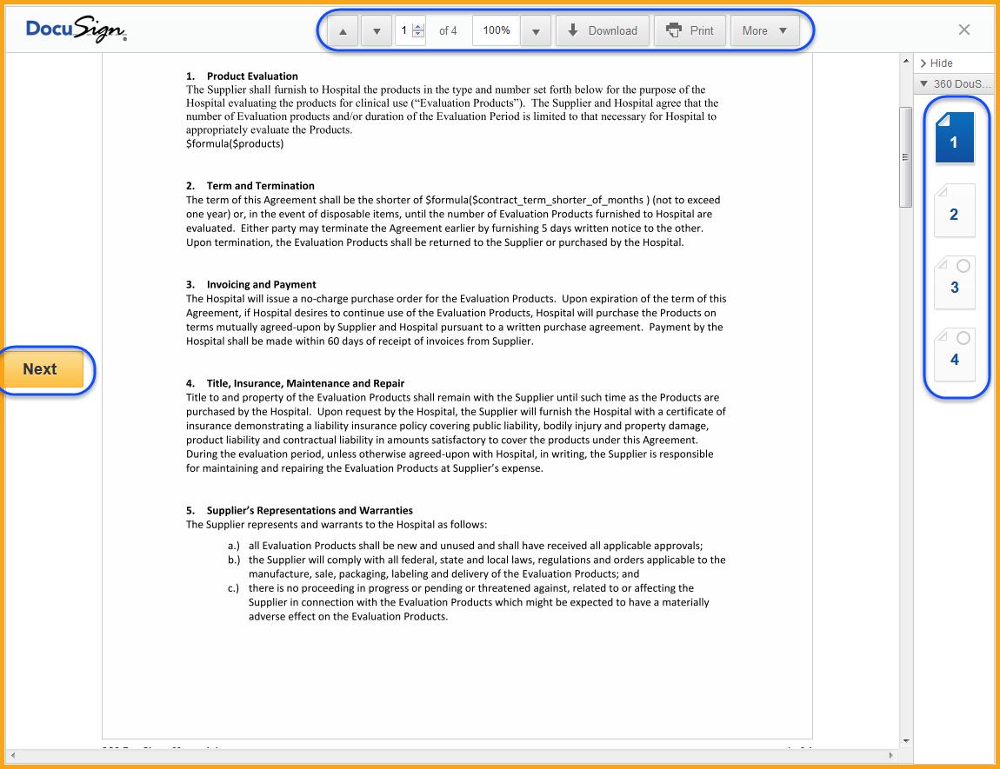 DocuSign
1 of 4 100% Download Print More
Hide
360 DouS...
1
2
3
4
Next
1. Product Evaluation
The Supplier shall furnish to Hospital the products in the type and number set forth below for the purpose of the
Hospital evaluating the products for clinical use (“Evaluation Products”). The Supplier and Hospital agree that the
number of Evaluation products and/or duration of the Evaluation Period is limited to that necessary for Hospital to
appropriately evaluate the Products.
$formula($products)
2. Term and Termination
The term of this Agreement shall be the shorter of $formula($contract_term_shorter_of_months ) (not to exceed
one year) or, in the event of disposable items, until the number of Evaluation Products furnished to Hospital are
evaluated. Either party may terminate the Agreement earlier by furnishing 5 days written notice to the other.
Upon termination, the Evaluation Products shall be returned to the Supplier or purchased by the Hospital.
3. Invoicing and Payment
The Hospital will issue a no-charge purchase order for the Evaluation Products. Upon expiration of the term of this
Agreement, if Hospital desires to continue use of the Evaluation Products, Hospital will purchase the Products on
terms mutually agreed-upon by Supplier and Hospital pursuant to a written purchase agreement. Payment by the
Hospital shall be made within 60 days of receipt of invoices from Supplier.
4. Title, Insurance, Maintenance and Repair
Title to and property of the Evaluation Products shall remain with the Supplier until such time as the Products are
purchased by the Hospital. Upon request by the Hospital, the Supplier will furnish the Hospital with a certificate of
insurance demonstrating a liability insurance policy covering public liability, bodily injury and property damage,
product liability and contractual liability in amounts satisfactory to cover the products under this Agreement.
During the evaluation period, unless otherwise agreed-upon with Hospital, in writing, the Supplier is responsible
for maintaining and repairing the Evaluation Products at Supplier’s expense.
5. Supplier’s Representations and Warranties
The Supplier represents and warrants to the Hospital as follows:
a.) all Evaluation Products shall be new and unused and shall have received all applicable approvals;
b.) the Supplier will comply with all federal, state and local laws, regulations and orders applicable to the
manufacture, sale, packaging, labeling and delivery of the Evaluation Products; and
c.) there is no proceeding in progress or pending or threatened against, related to or affecting the
Supplier in connection with the Evaluation Products which might be expected to have a materially
adverse effect on the Evaluation Products.